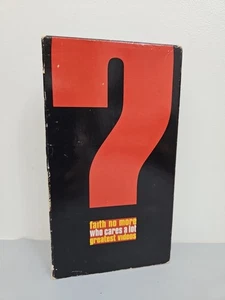 ?
faith no more
who cares a lot
greatest videos